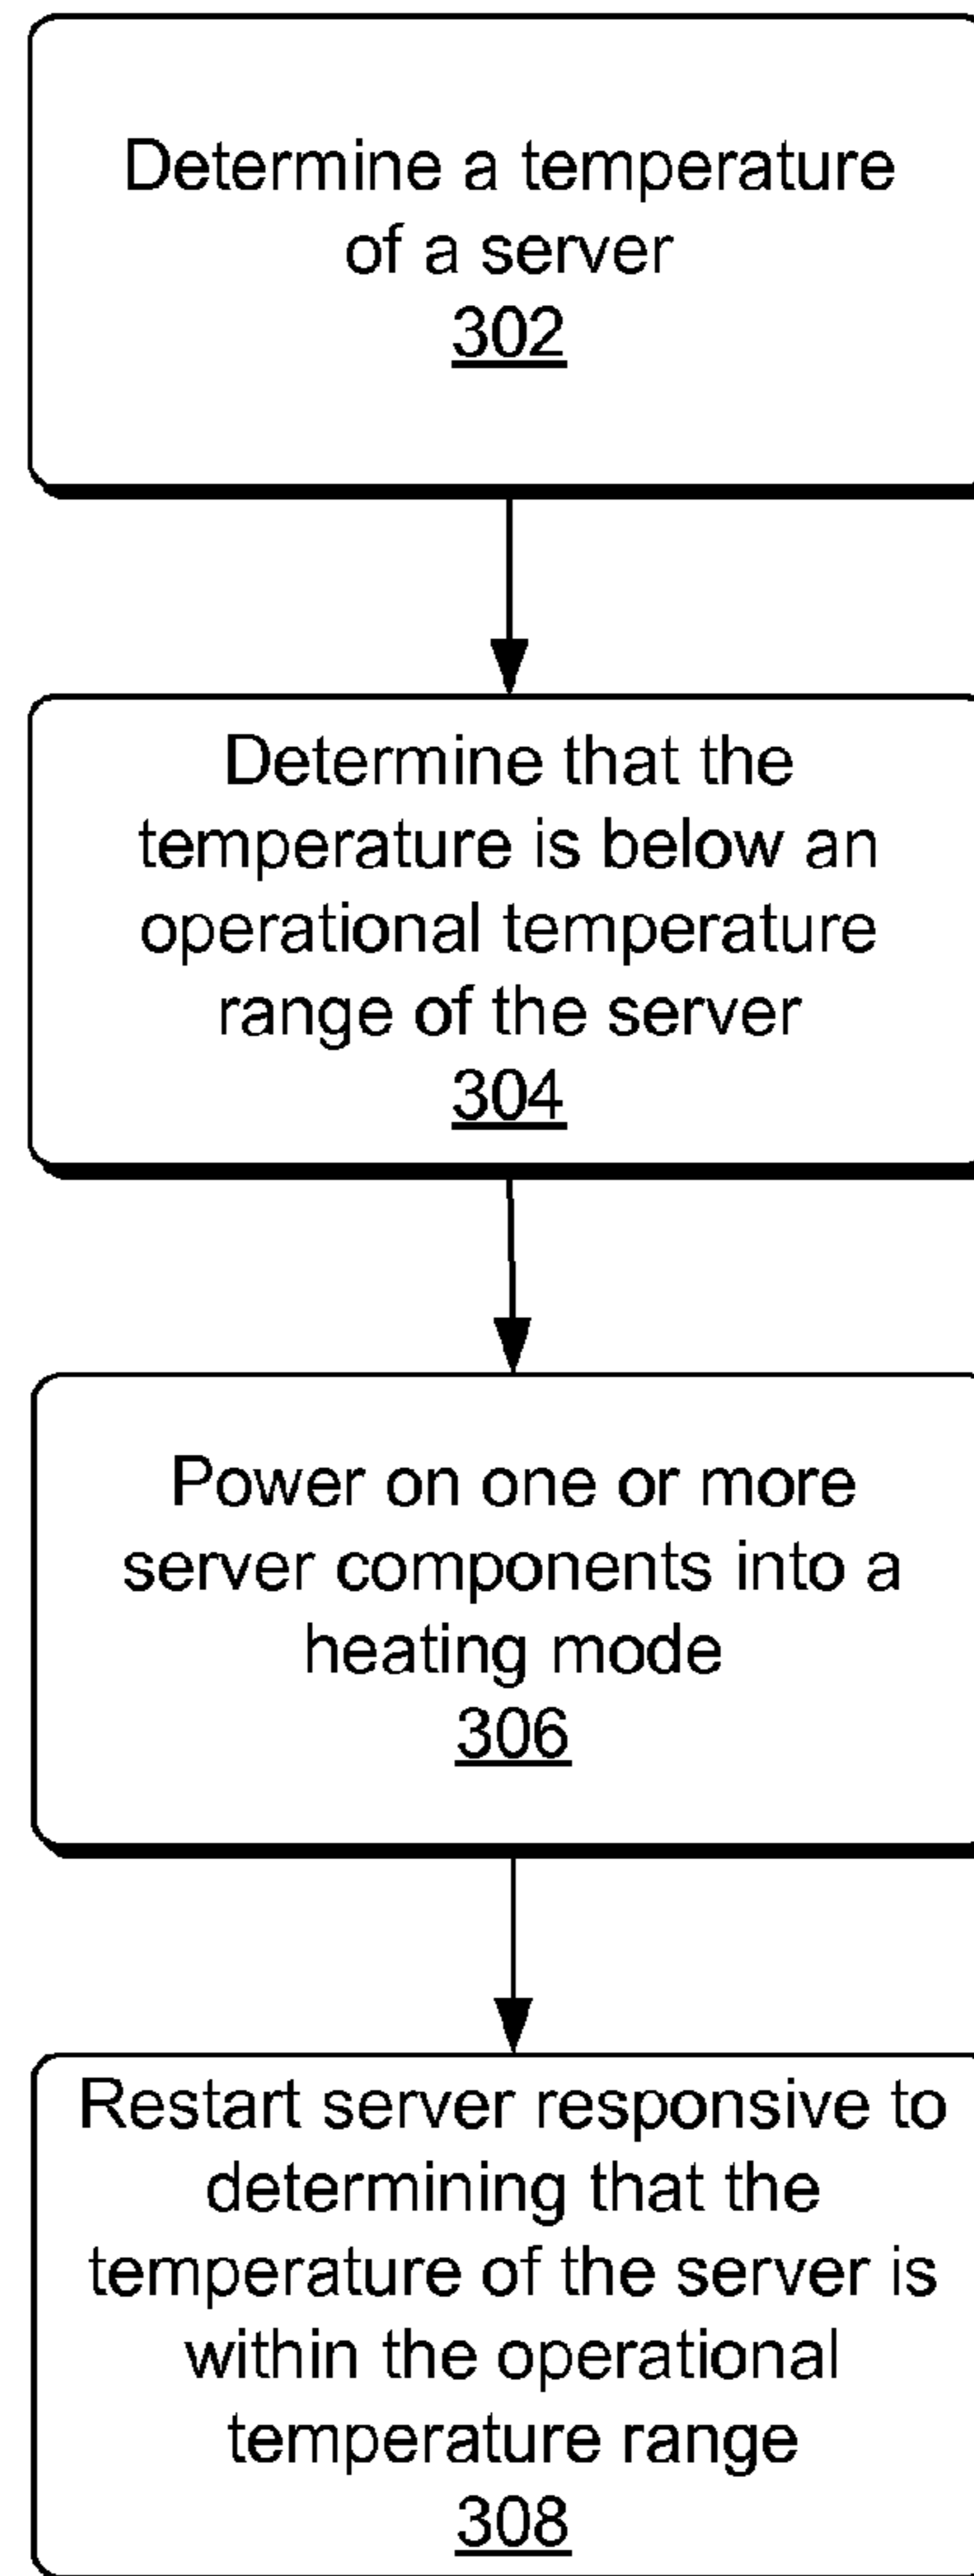 Determine a temperature
of a server
302
Determine that the
temperature is below an
operational temperature
range of the server
304
Power on one or more
server components into a
heating mode
306
Restart server responsive to
determining that the
temperature of the server is
within the operational
temperature range
308